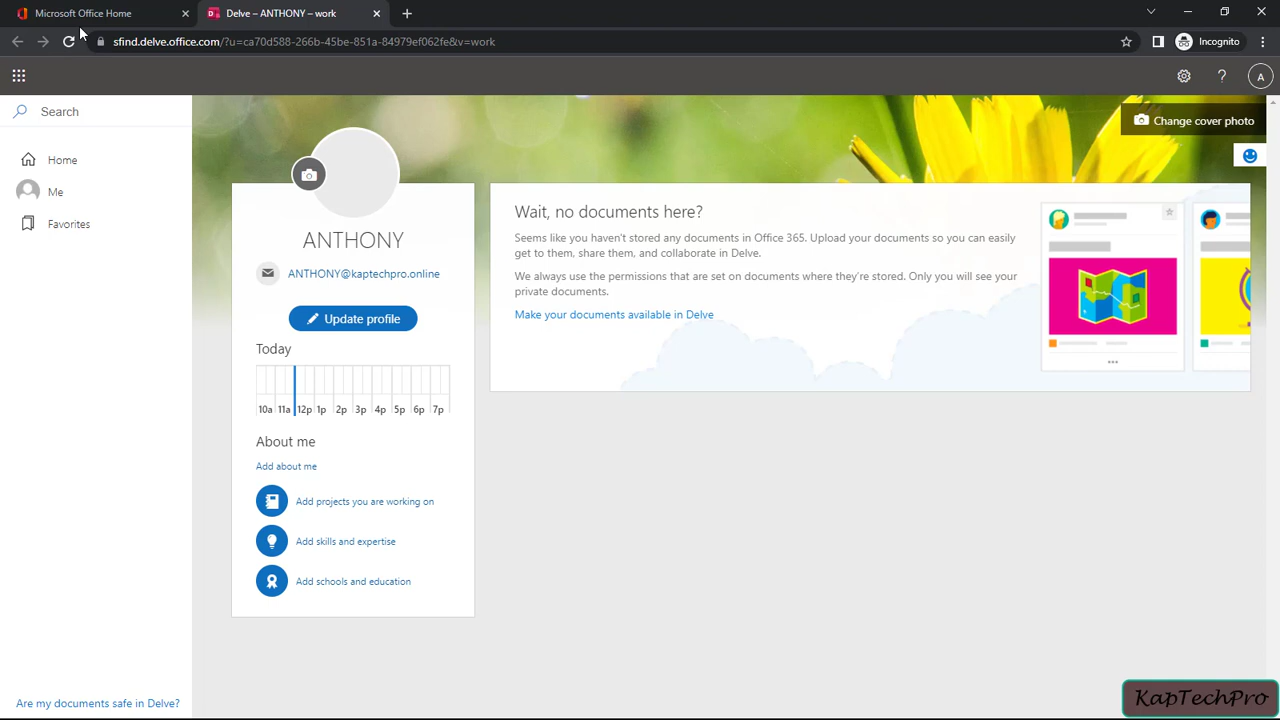 Microsoft Office Home
Delve – ANTHONY – work
sfind.delve.office.com/?u=ca70d588-266b-45be-851a-84979ef062fe&v=work
Incognito
A
Search
Change cover photo
Home
Me
Favorites
ANTHONY
ANTHONY@kaptechpro.online
Update profile
Today
10a 11a 12p 1p 2p 3p 4p 5p 6p 7p
About me
Add about me
Add projects you are working on
Add skills and expertise
Add schools and education
Wait, no documents here?
Seems like you haven't stored any documents in Office 365. Upload your documents so you can easily
get to them, share them, and collaborate in Delve.
We always use the permissions that are set on documents where they're stored. Only you will see your
private documents.
Make your documents available in Delve
Are my documents safe in Delve?
KapTechPro